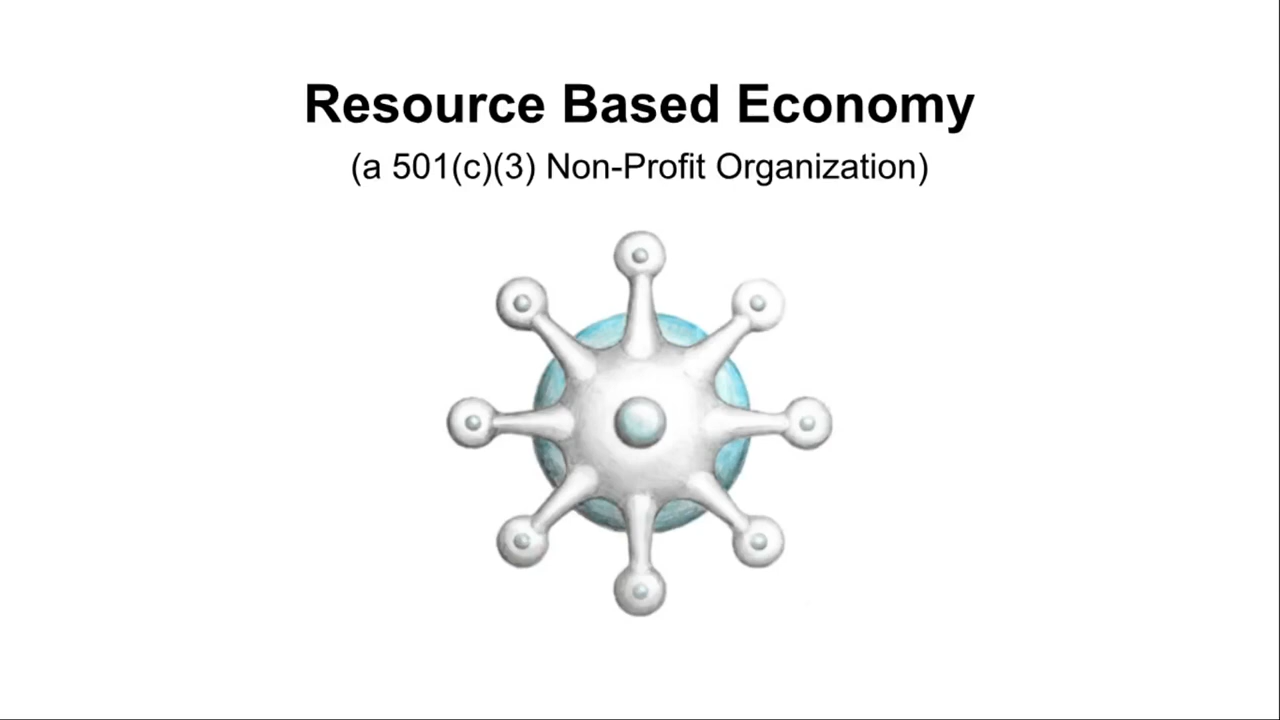 Resource Based Economy
(a 501(c)(3) Non-Profit Organization)